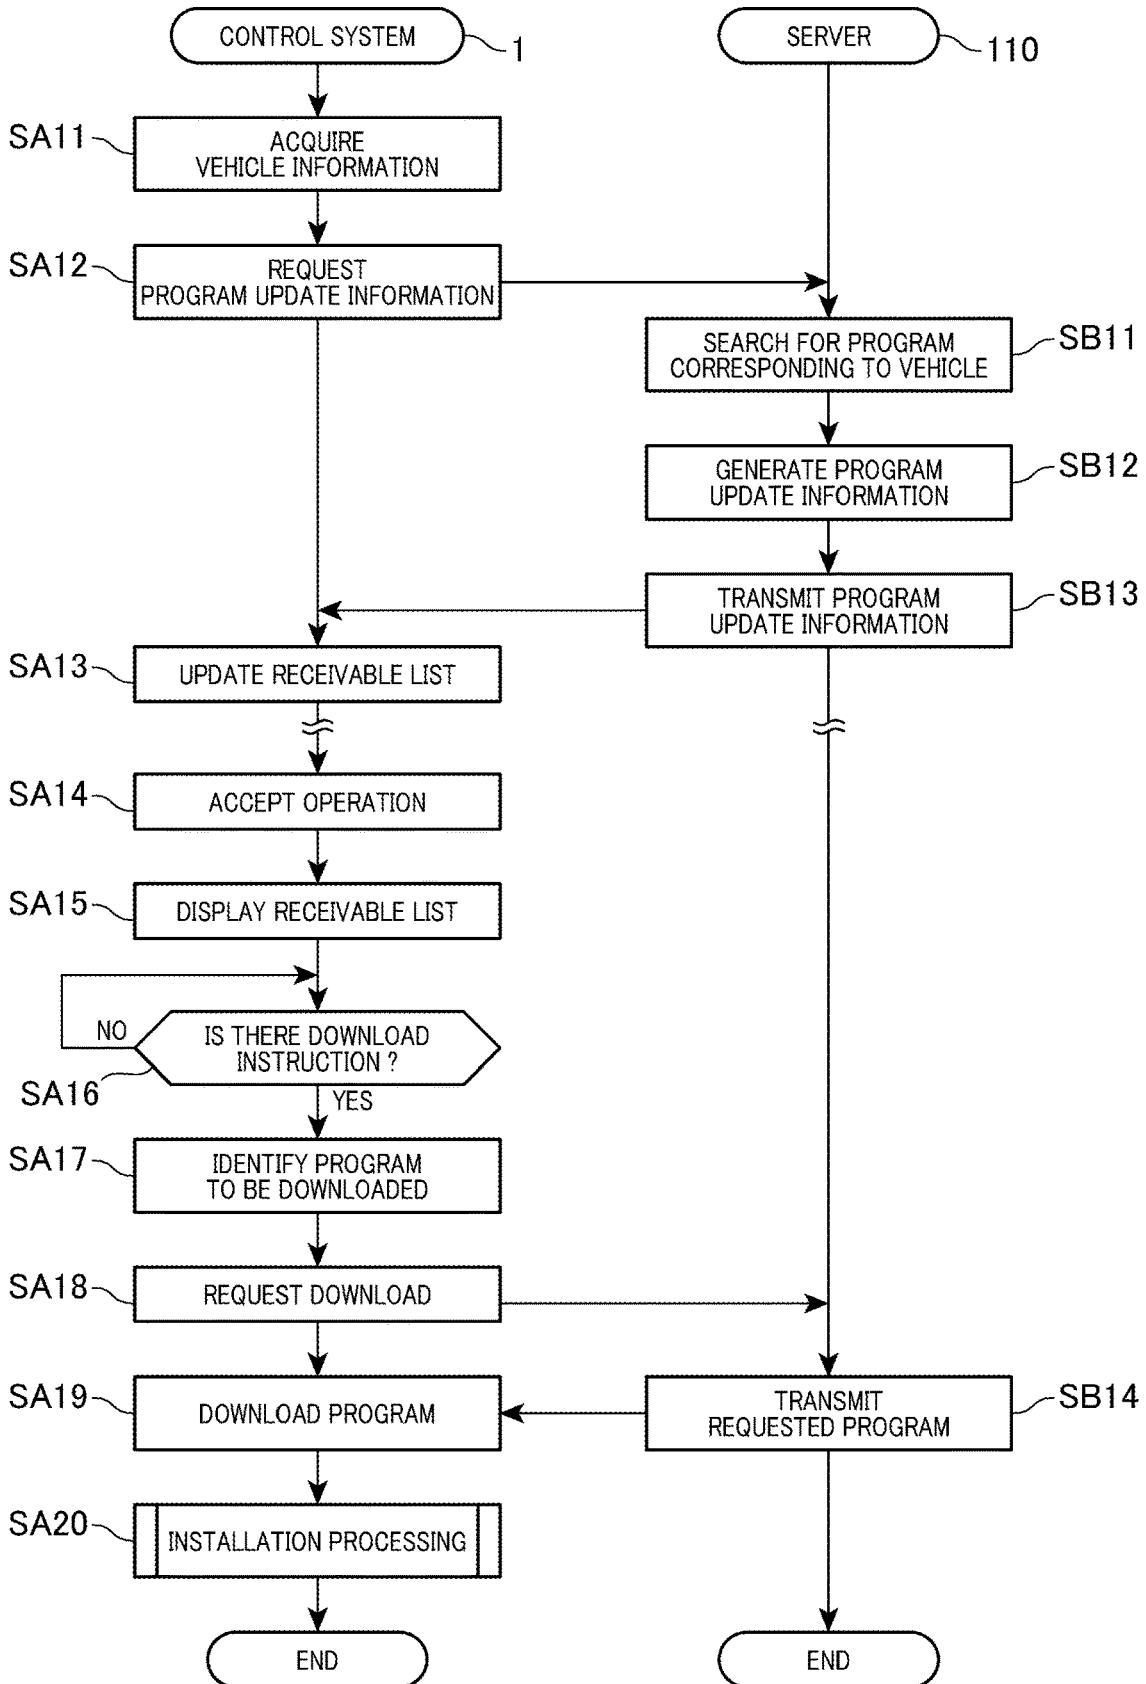 CONTROL SYSTEM
1
SERVER
110
SA11
ACQUIRE
VEHICLE INFORMATION
SA12
REQUEST
PROGRAM UPDATE INFORMATION
SEARCH FOR PROGRAM
CORRESPONDING TO VEHICLE
SB11
GENERATE PROGRAM
UPDATE INFORMATION
SB12
TRANSMIT PROGRAM
UPDATE INFORMATION
SB13
SA13
UPDATE RECEIVABLE LIST
SA14
ACCEPT OPERATION
SA15
DISPLAY RECEIVABLE LIST
NO
IS THERE DOWNLOAD
INSTRUCTION ?
SA16
YES
SA17
IDENTIFY PROGRAM
TO BE DOWNLOADED
SA18
REQUEST DOWNLOAD
SA19
DOWNLOAD PROGRAM
TRANSMIT
REQUESTED PROGRAM
SB14
SA20
INSTALLATION PROCESSING
END
END